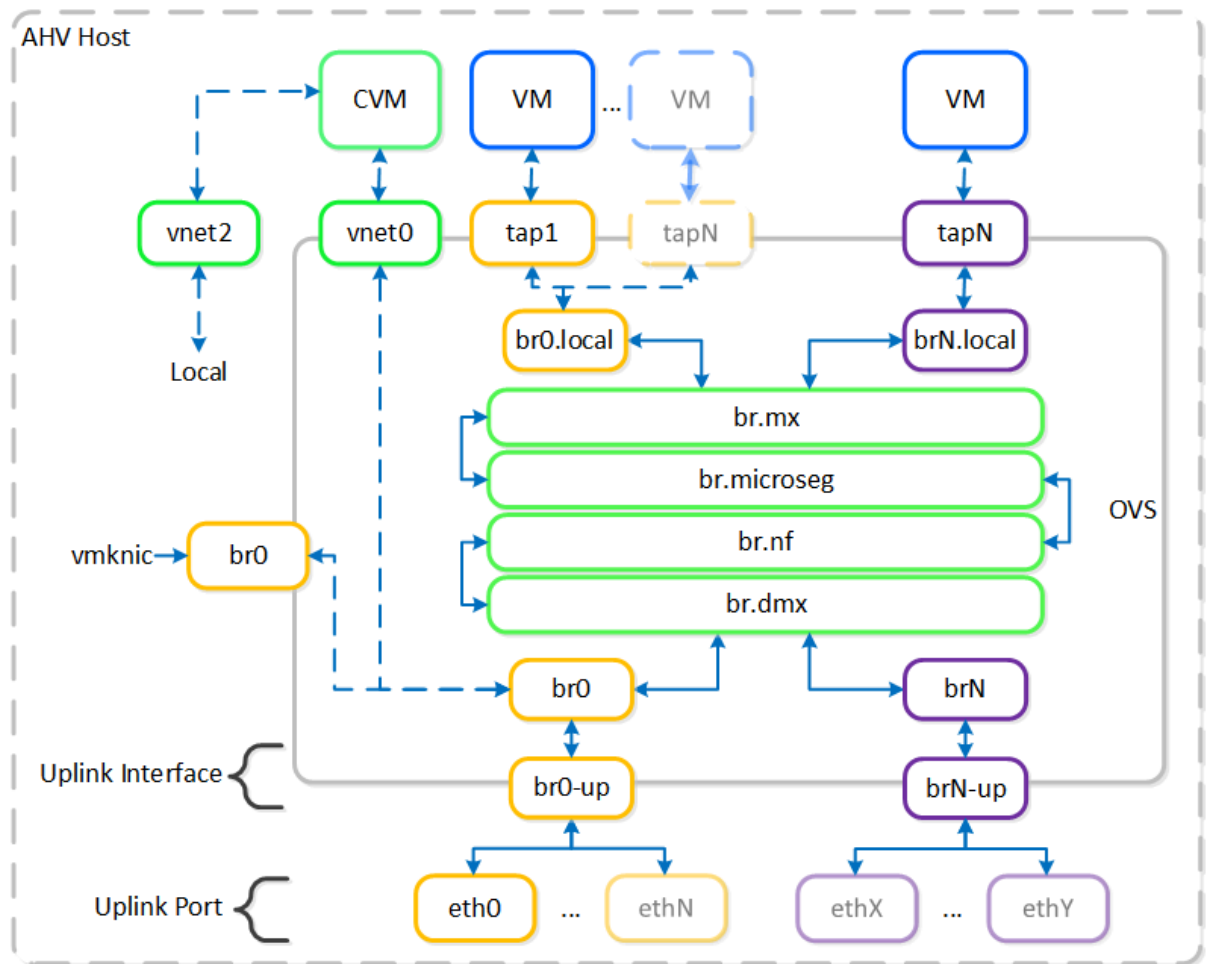 AHV Host
CVM
VM
...
VM
VM
vnet2
vnet0
tap1
tapN
tapN
br0.local
brN.local
Local
br.mx
br.microseg
OVS
br.nf
vmknic
br0
br.dmx
br0
brN
Uplink Interface
br0-up
brN-up
Uplink Port
eth0
...
ethN
ethX
...
ethY